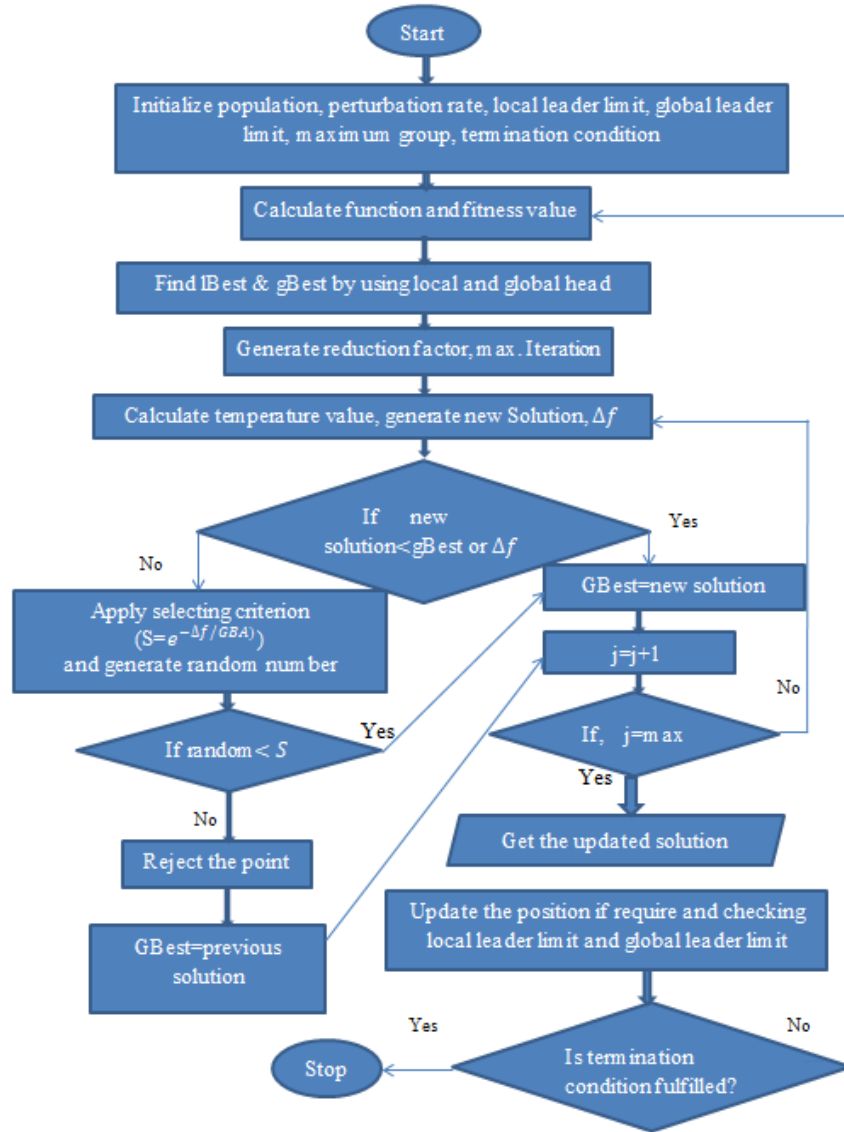 Start
Initialize population, perturbation rate, local leader limit, global leader
limit, maximum group, termination condition
Calculate function and fitness value
Find lBest & gBest by using local and global head
Generate reduction factor, max. Iteration
Calculate temperature value, generate new Solution, Δf
If new
solution<gBest or Δf
Yes
No
GBest=new solution
Apply selecting criterion
(S=e^{-Δf/GBA)})
and generate random number
j=j+1
No
If random< S
Yes
If, j=max
Yes
No
Get the updated solution
Reject the point
Update the position if require and checking
local leader limit and global leader limit
GBest=previous
solution
Yes
No
Stop
Is termination
condition fulfilled?